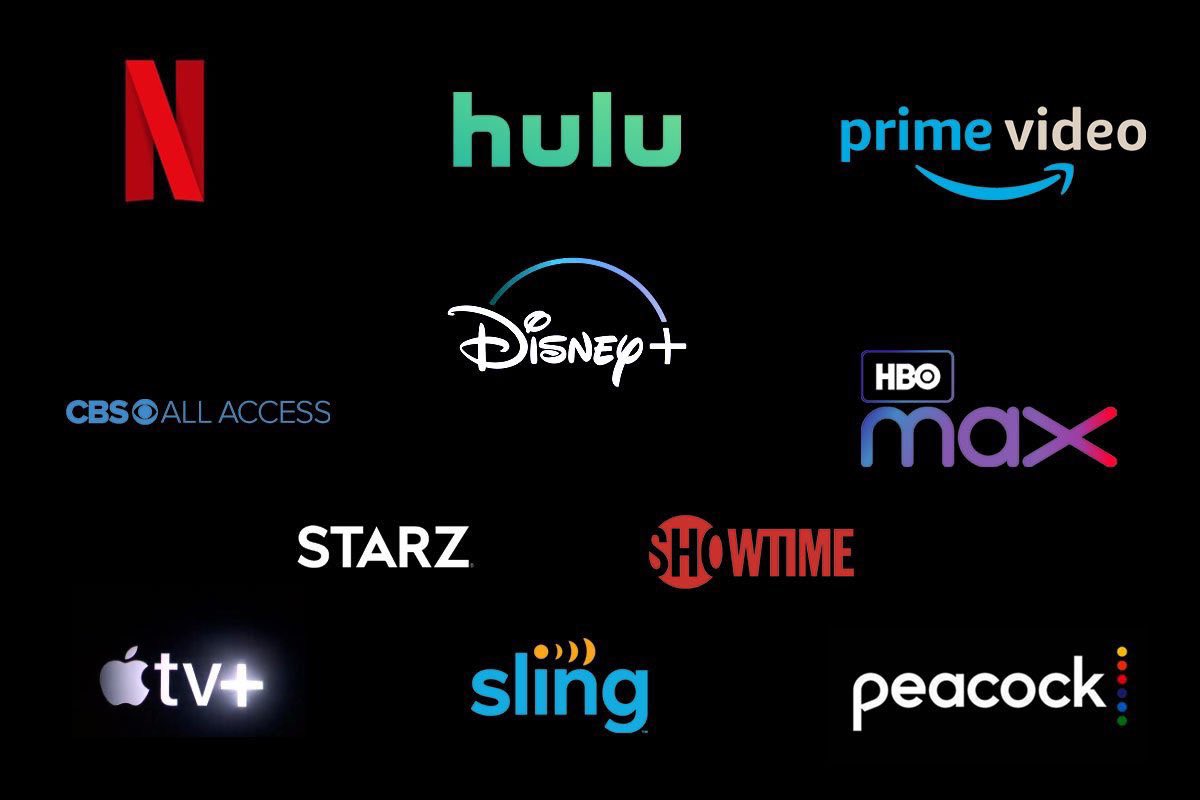 N
hulu
prime video
Disney+
CBS ALL ACCESS
HBO
max
STARZ
SHOWTIME
tv+
sling
peacock